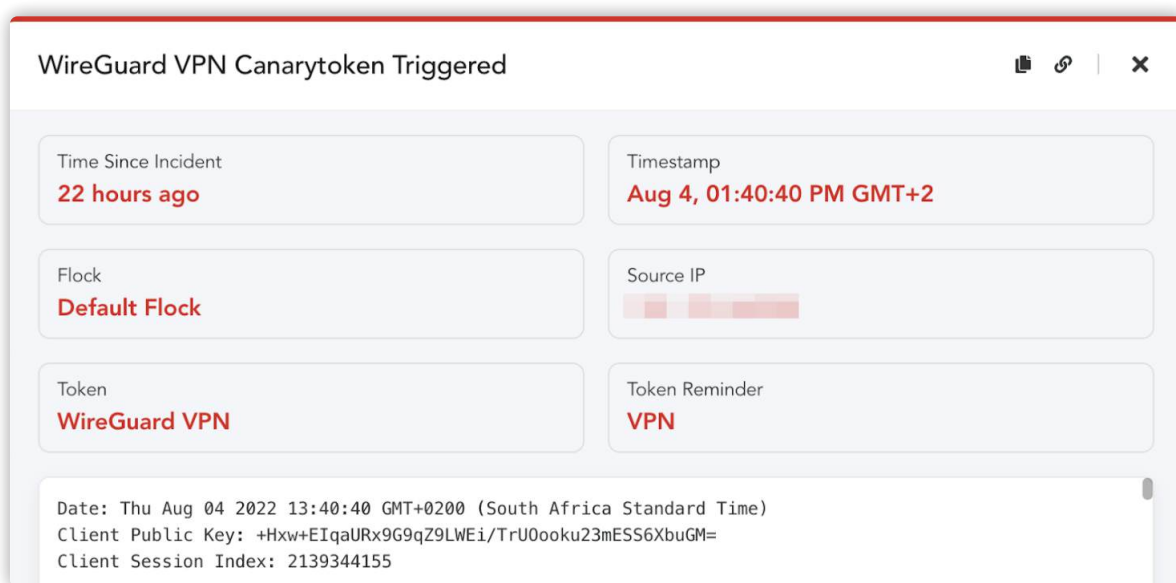 WireGuard VPN Canarytoken Triggered
Time Since Incident
22 hours ago
Timestamp
Aug 4, 01:40:40 PM GMT+2
Flock
Default Flock
Source IP
Token
WireGuard VPN
Token Reminder
VPN
Date: Thu Aug 04 2022 13:40:40 GMT+0200 (South Africa Standard Time)
Client Public Key: +Hxw+EIqaURx9G9qZ9LWEi/TrUOooku23mESS6XbuGM=
Client Session Index: 2139344155